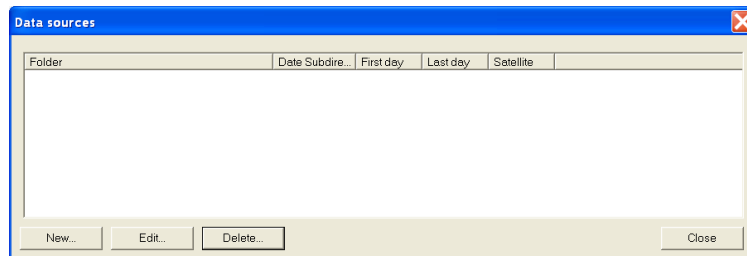 Data sources
Folder Date Subdire... First day Last day Satellite
New... Edit... Delete... Close